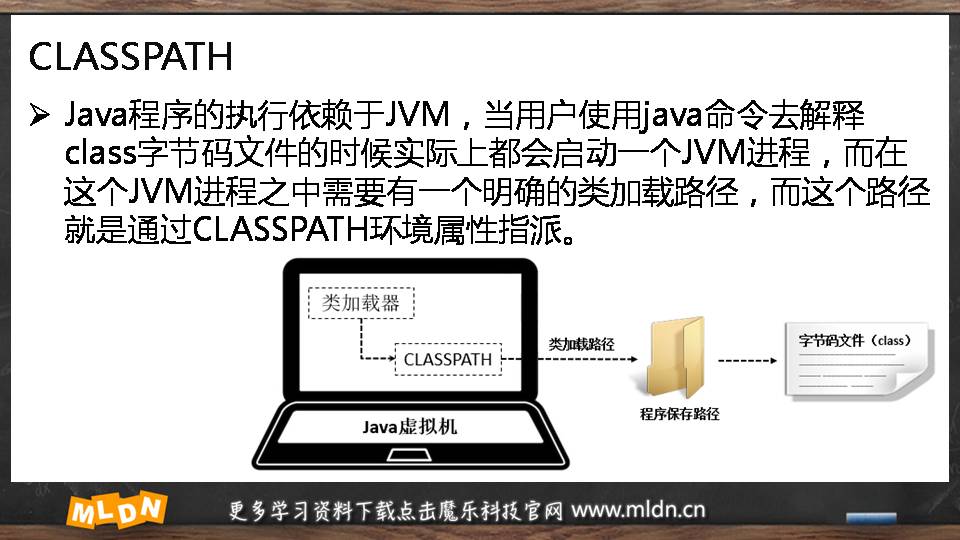 CLASSPATH
Java程序的执行依赖于JVM，当用户使用java命令去解释
class字节码文件的时候实际上都会启动一个JVM进程，而在
这个JVM进程之中需要有一个明确的类加载路径，而这个路径
就是通过CLASSPATH环境属性指派。
类加载器
CLASSPATH
类加载路径
字节码文件（class）
程序保存路径
Java虚拟机
MLDN
更多学习资料下载点击魔乐科技官网 www.mldn.cn